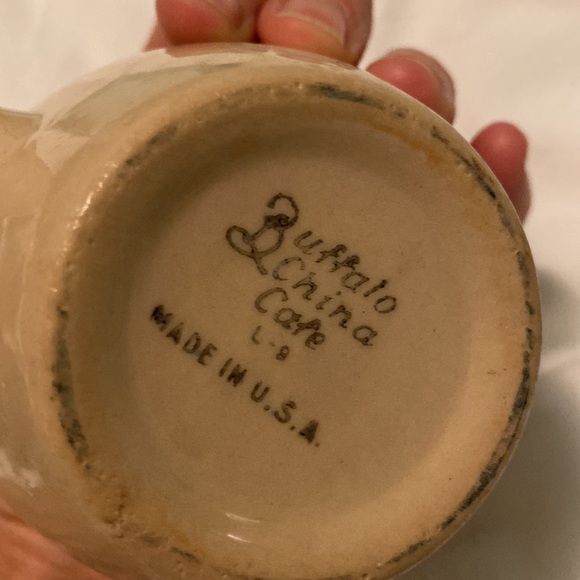 Buffalo
China
Cafe
L-8
MADE IN U.S.A.